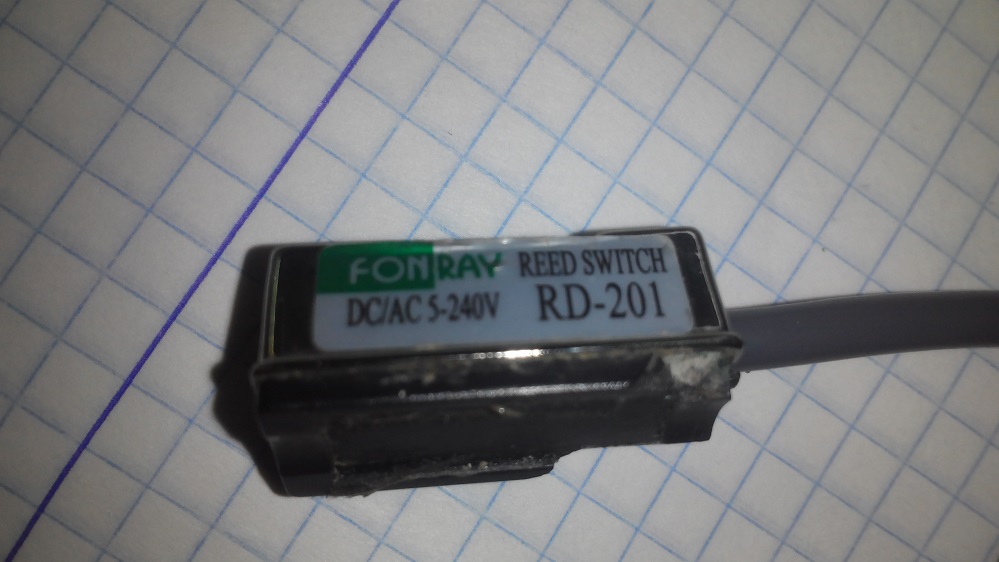 FONRAY REED SWITCH
DC/AC 5-240V RD-201